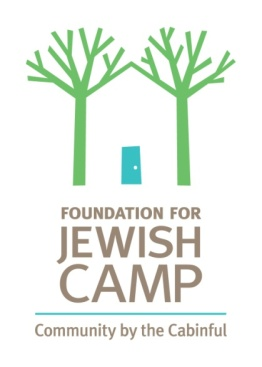 FOUNDATION FOR
JEWISH
CAMP
Community by the Cabinful